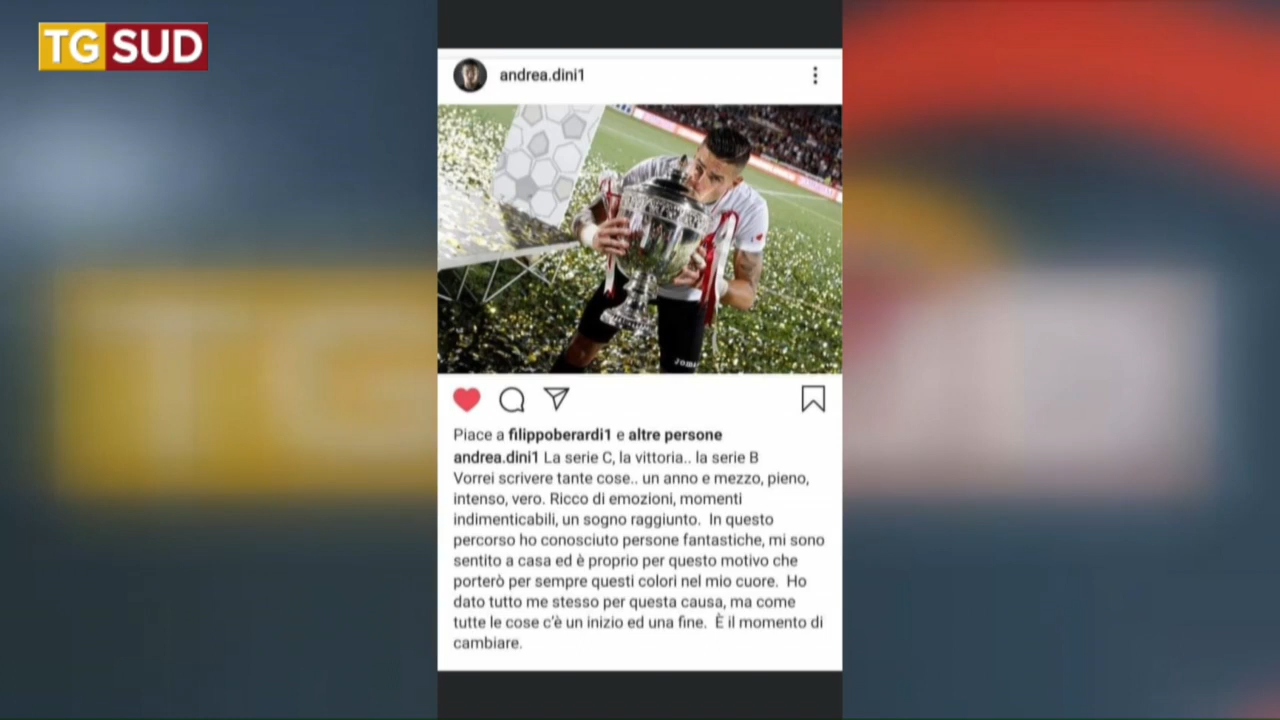 TG SUD
andrea.dini1
Joma
Piace a filippoberardi1 e altre persone
andrea.dini1 La serie C, la vittoria.. la serie B
Vorrei scrivere tante cose.. un anno e mezzo, pieno,
intenso, vero. Ricco di emozioni, momenti
indimenticabili, un sogno raggiunto. In questo
percorso ho conosciuto persone fantastiche, mi sono
sentito a casa ed è proprio per questo motivo che
porterò per sempre questi colori nel mio cuore. Ho
dato tutto me stesso per questa causa, ma come
tutte le cose c'è un inizio ed una fine. È il momento di
cambiare.